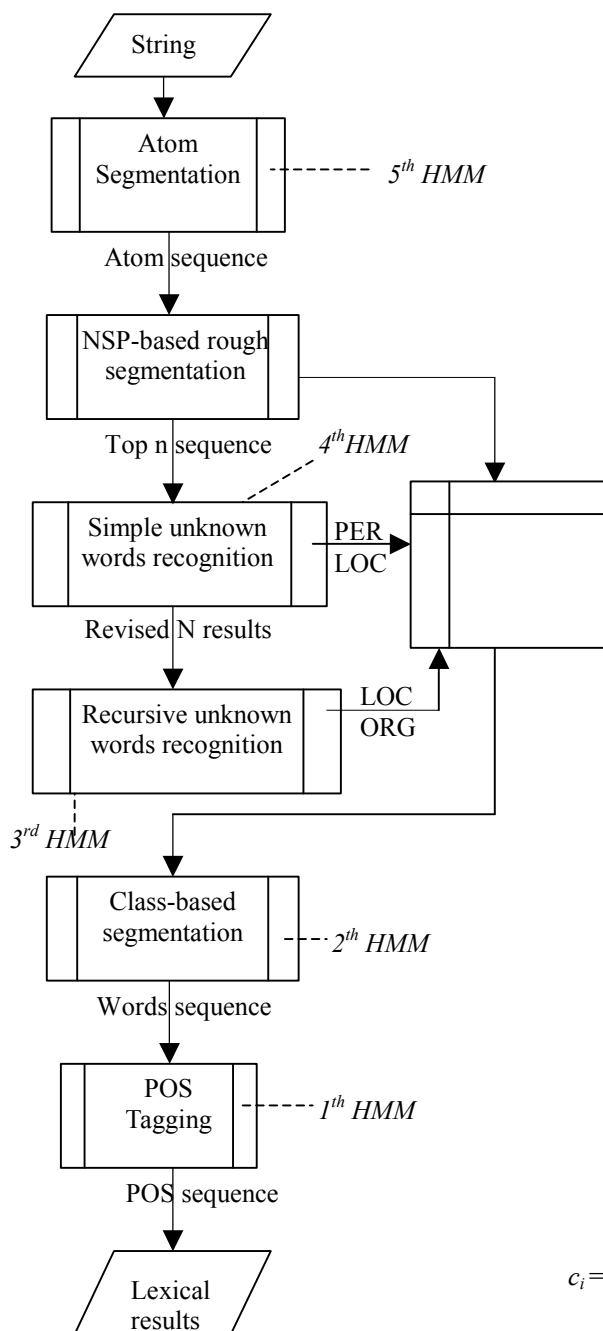 String
Atom
Segmentation
5th HMM
Atom sequence
NSP-based rough
segmentation
Top n sequence
4thHMM
Simple unknown
words recognition
PER
LOC
Revised N results
Recursive unknown
words recognition
LOC
ORG
3rd HMM
Class-based
segmentation
2th HMM
Words sequence
POS
Tagging
1th HMM
POS sequence
Lexical
results
ci=